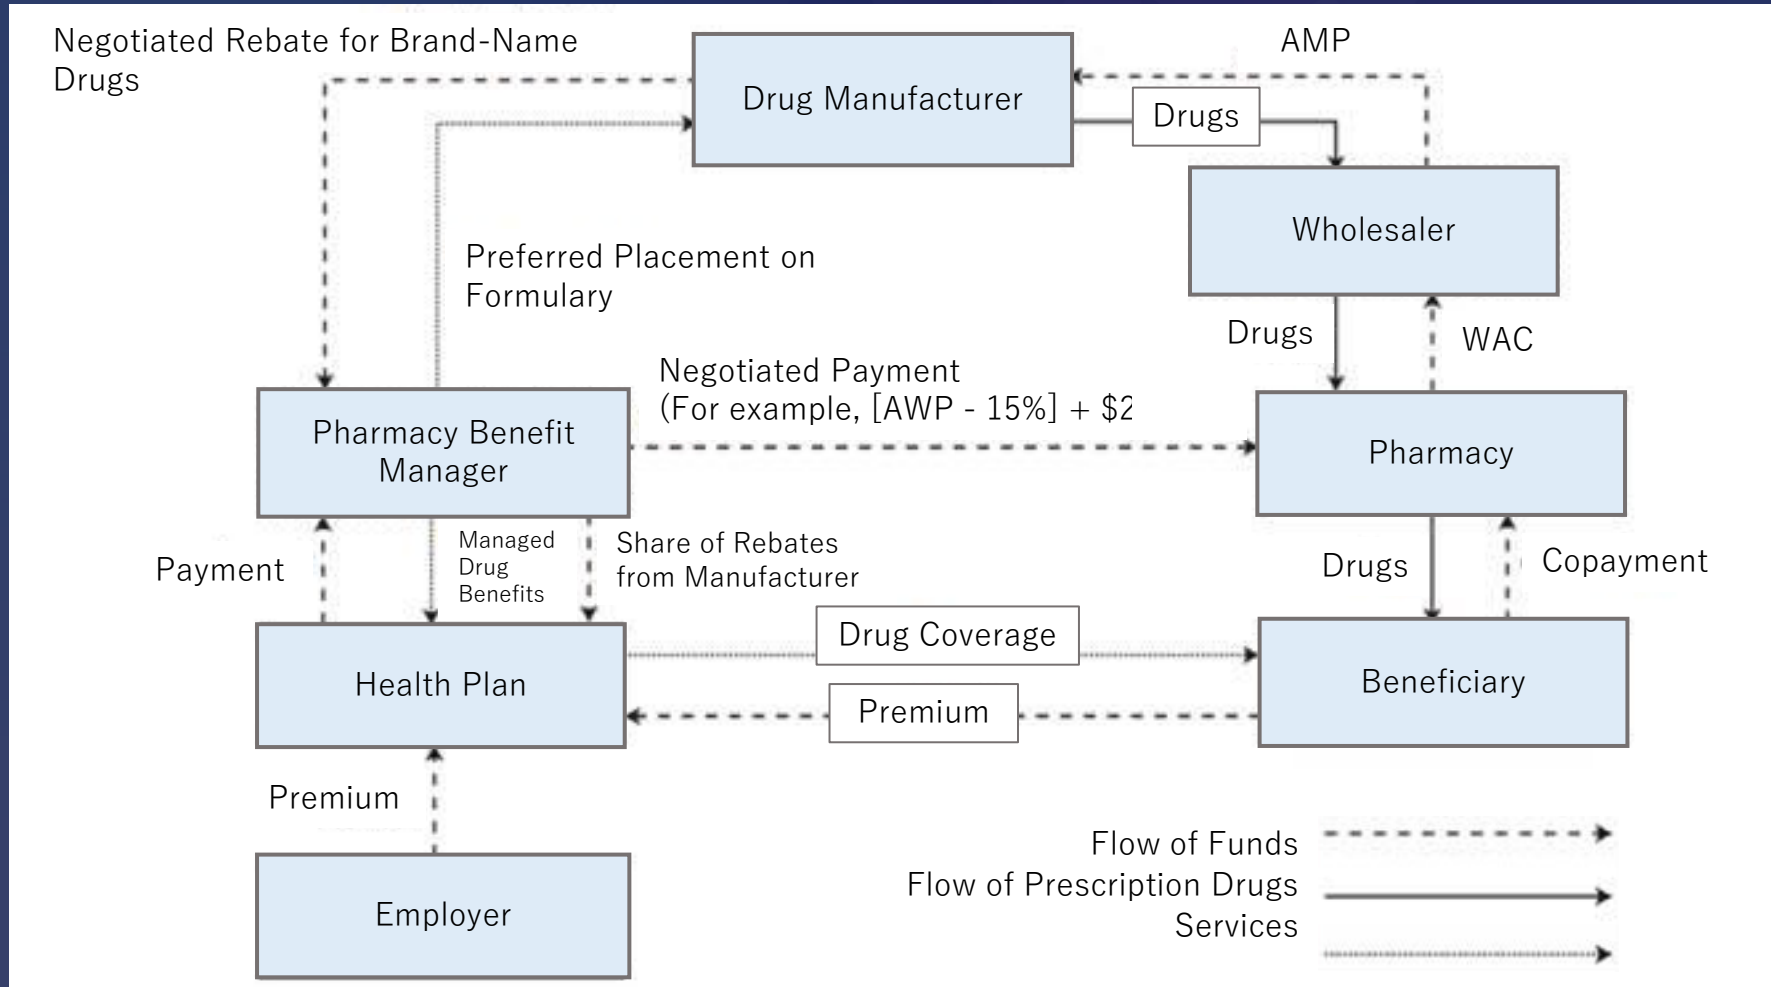 Negotiated Rebate for Brand-Name
Drugs
Drug Manufacturer
AMP
Drugs
Wholesaler
Preferred Placement on
Formulary
Drugs
WAC
Negotiated Payment
(For example, [AWP - 15%] + $2
Pharmacy Benefit
Manager
Pharmacy
Payment
Managed
Drug
Benefits
Share of Rebates
from Manufacturer
Drugs
Copayment
Drug Coverage
Health Plan
Beneficiary
Premium
Premium
Employer
Flow of Funds
Flow of Prescription Drugs
Services